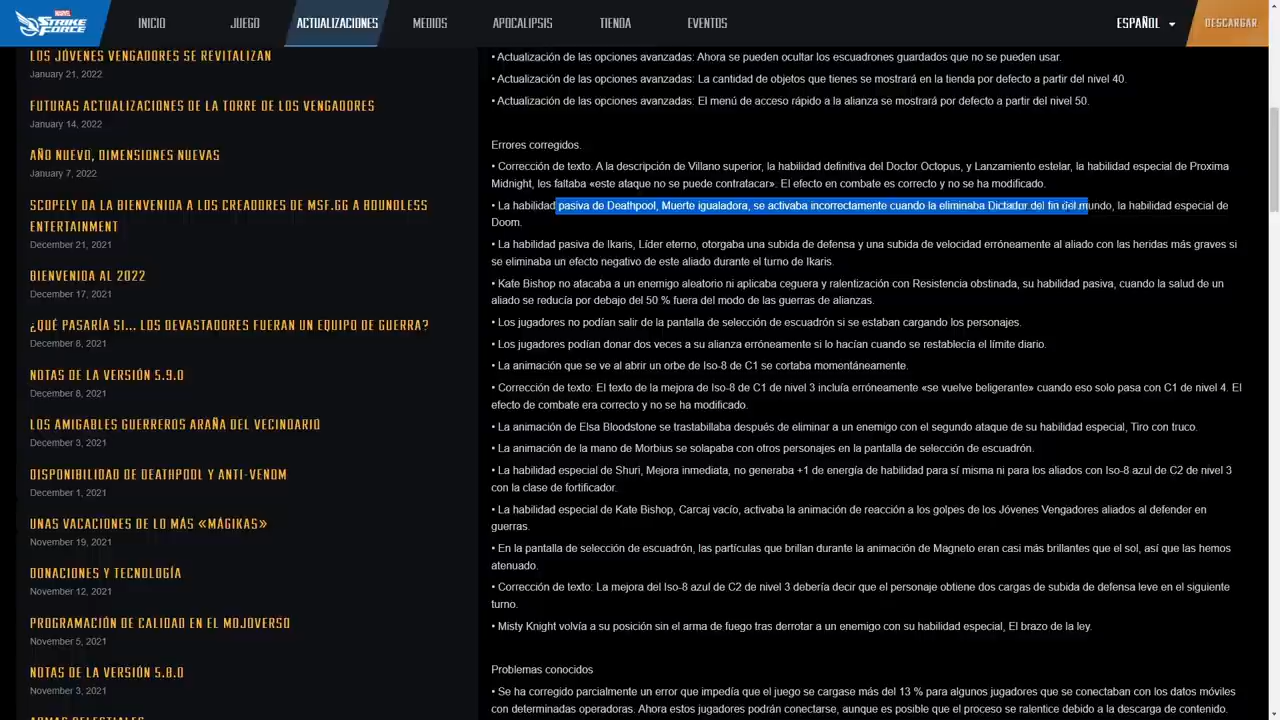 MARVEL
STRIKE
FORCE
INICIO
JUEGO
ACTUALIZACIONES
MEDIOS
APOCALIPSIS
TIENDA
EVENTOS
ESPAÑOL
DESCARGAR
LOS JÓVENES VENGADORES SE REVITALIZAN
January 21, 2022
FUTURAS ACTUALIZACIONES DE LA TORRE DE LOS VENGADORES
January 14, 2022
AÑO NUEVO, DIMENSIONES NUEVAS
January 7, 2022
SCOPELY DA LA BIENVENIDA A LOS CREADORES DE MSF.GG A BOUNDLESS
ENTERTAINMENT
December 21, 2021
BIENVENIDA AL 2022
December 17, 2021
¿QUÉ PASARÍA SI... LOS DEVASTADORES FUERAN UN EQUIPO DE GUERRA?
December 8, 2021
NOTAS DE LA VERSIÓN 5.9.0
December 8, 2021
LOS AMIGABLES GUERREROS ARAÑA DEL VECINDARIO
December 3, 2021
DISPONIBILIDAD DE DEATHPOOL Y ANTI-VENOM
December 1, 2021
UNAS VACACIONES DE LO MÁS «MÁGIKAS»
November 19, 2021
DONACIONES Y TECNOLOGÍA
November 12, 2021
PROGRAMACIÓN DE CALIDAD EN EL MOJOVERSO
November 5, 2021
NOTAS DE LA VERSIÓN 5.8.0
November 3, 2021
• Actualización de las opciones avanzadas: Ahora se pueden ocultar los escuadrones guardados que no se pueden usar.
• Actualización de las opciones avanzadas: La cantidad de objetos que tienes se mostrará en la tienda por defecto a partir del nivel 40.
• Actualización de las opciones avanzadas: El menú de acceso rápido a la alianza se mostrará por defecto a partir del nivel 50.
Errores corregidos.
• Corrección de texto. A la descripción de Villano superior, la habilidad definitiva del Doctor Octopus, y Lanzamiento estelar, la habilidad especial de Proxima
Midnight, les faltaba «este ataque no se puede contratacar». El efecto en combate es correcto y no se ha modificado.
• La habilidad pasiva de Deathpool, Muerte igualadora, se activaba incorrectamente cuando la eliminaba Dictador del fin del mundo, la habilidad especial de
Doom.
• La habilidad pasiva de Ikaris, Líder eterno, otorgaba una subida de defensa y una subida de velocidad erróneamente al aliado con las heridas más graves si
se eliminaba un efecto negativo de este aliado durante el turno de Ikaris.
• Kate Bishop no atacaba a un enemigo aleatorio ni aplicaba ceguera y ralentización con Resistencia obstinada, su habilidad pasiva, cuando la salud de un
aliado se reducía por debajo del 50 % fuera del modo de las guerras de alianzas.
• Los jugadores no podían salir de la pantalla de selección de escuadrón si se estaban cargando los personajes.
• Los jugadores podían donar dos veces a su alianza erróneamente si lo hacían cuando se restablecía el límite diario.
• La animación que se ve al abrir un orbe de Iso-8 de C1 se cortaba momentáneamente.
• Corrección de texto: El texto de la mejora de Iso-8 de C1 de nivel 3 incluía erróneamente «se vuelve beligerante» cuando eso solo pasa con C1 de nivel 4. El
efecto de combate era correcto y no se ha modificado.
• La animación de Elsa Bloodstone se trastabillaba después de eliminar a un enemigo con el segundo ataque de su habilidad especial, Tiro con truco.
• La animación de la mano de Morbius se solapaba con otros personajes en la pantalla de selección de escuadrón.
• La habilidad especial de Shuri, Mejora inmediata, no generaba +1 de energía de habilidad para sí misma ni para los aliados con Iso-8 azul de C2 de nivel 3
con la clase de fortificador.
• La habilidad especial de Kate Bishop, Carcaj vacío, activaba la animación de reacción a los golpes de los Jóvenes Vengadores aliados al defender en
guerras.
• En la pantalla de selección de escuadrón, las partículas que brillan durante la animación de Magneto eran casi más brillantes que el sol, así que las hemos
atenuado.
• Corrección de texto: La mejora del Iso-8 azul de C2 de nivel 3 debería decir que el personaje obtiene dos cargas de subida de defensa leve en el siguiente
turno.
• Misty Knight volvía a su posición sin el arma de fuego tras derrotar a un enemigo con su habilidad especial, El brazo de la ley.
Problemas conocidos
• Se ha corregido parcialmente un error que impedía que el juego se cargase más del 13 % para algunos jugadores que se conectaban con los datos móviles
con determinadas operadoras. Ahora estos jugadores podrán conectarse, aunque es posible que el proceso se ralentice debido a la descarga de contenido.